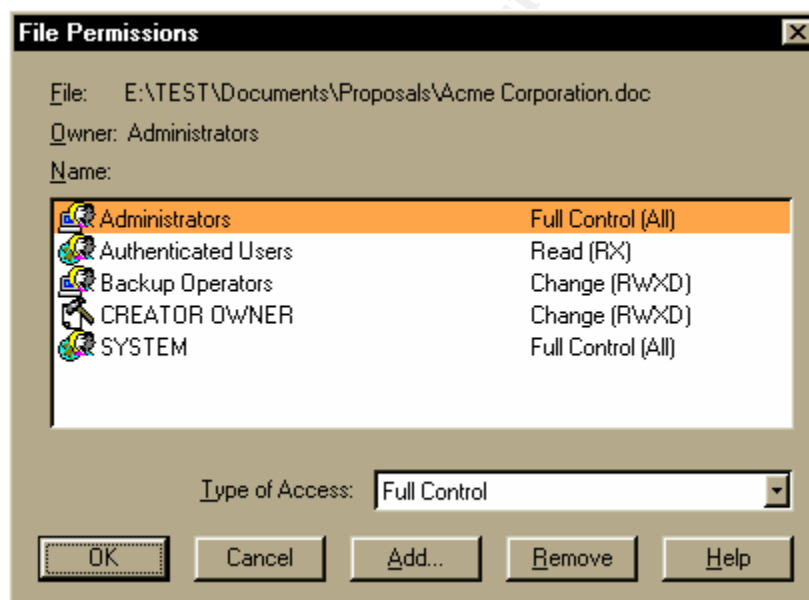 File Permissions
File: E:\TEST\Documents\Proposals\Acme Corporation.doc
Owner: Administrators
Name:
Administrators Full Control (All)
Authenticated Users Read (RX)
Backup Operators Change (RWXD)
CREATOR OWNER Change (RWXD)
SYSTEM Full Control (All)
Type of Access: Full Control
OK Cancel Add... Remove Help